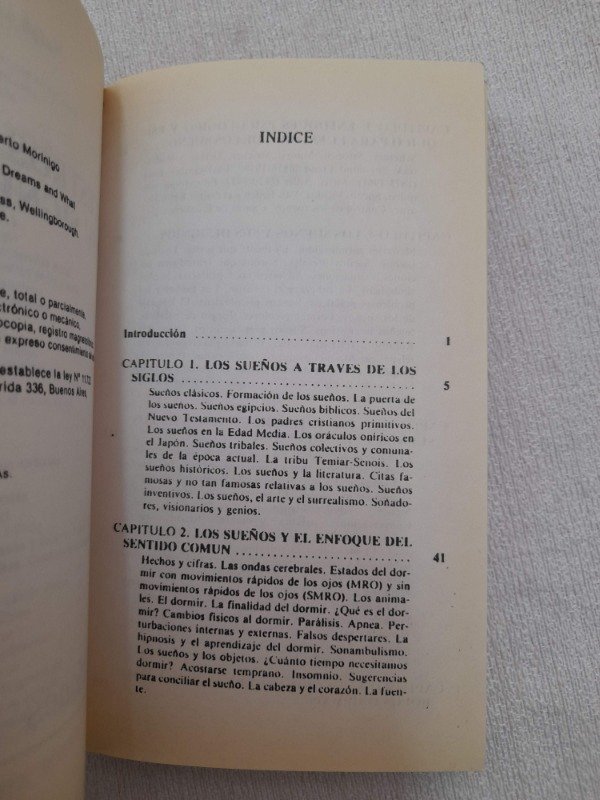 erto Morinigo
Dreams and What
as, Wellingborough,
e.
e, total o parcialmente,
ctrónico o mecánico,
ocopia, registro magnetofó
expreso consentimiento de
establece la ley Nº
rida 336, Buenos Aires,
AS.
INDICE
Introducción ........................................ 1
CAPITULO 1. LOS SUEÑOS A TRAVES DE LOS
SIGLOS ........................................ 5
Sueños clásicos. Formación de los sueños. La puerta de
los sueños. Sueños egipcios. Sueños bíblicos. Sueños del
Nuevo Testamento. Los padres cristianos primitivos.
Los sueños en la Edad Media. Los oráculos oníricos en
el Japón. Sueños tribales. Sueños colectivos y comuna-
les de la época actual. La tribu Temiar-Senois. Los
sueños históricos. Los sueños y la literatura. Citas fa-
mosas y no tan famosas relativas a los sueños. Sueños
inventivos. Los sueños, el arte y el surrealismo. Soñado-
res, visionarios y genios.
CAPITULO 2. LOS SUEÑOS Y EL ENFOQUE DEL
SENTIDO COMUN ........................................ 41
Hechos y cifras. Las ondas cerebrales. Estados del dor-
mir con movimientos rápidos de los ojos (MRO) y sin
movimientos rápidos de los ojos (SMRO). Los anima-
les. El dormir. La finalidad del dormir. ¿Qué es el dor-
mir? Cambios físicos al dormir. Parálisis. Apnea. Per-
turbaciones internas y externas. Falsos despertares. La
hipnosis y el aprendizaje del dormir. Sonambulismo.
Los sueños y los objetos. ¿Cuánto tiempo necesitamos
dormir? Acostarse temprano. Insomnio. Sugerencias
para conciliar el sueño. La cabeza y el corazón. La fuen-
te.